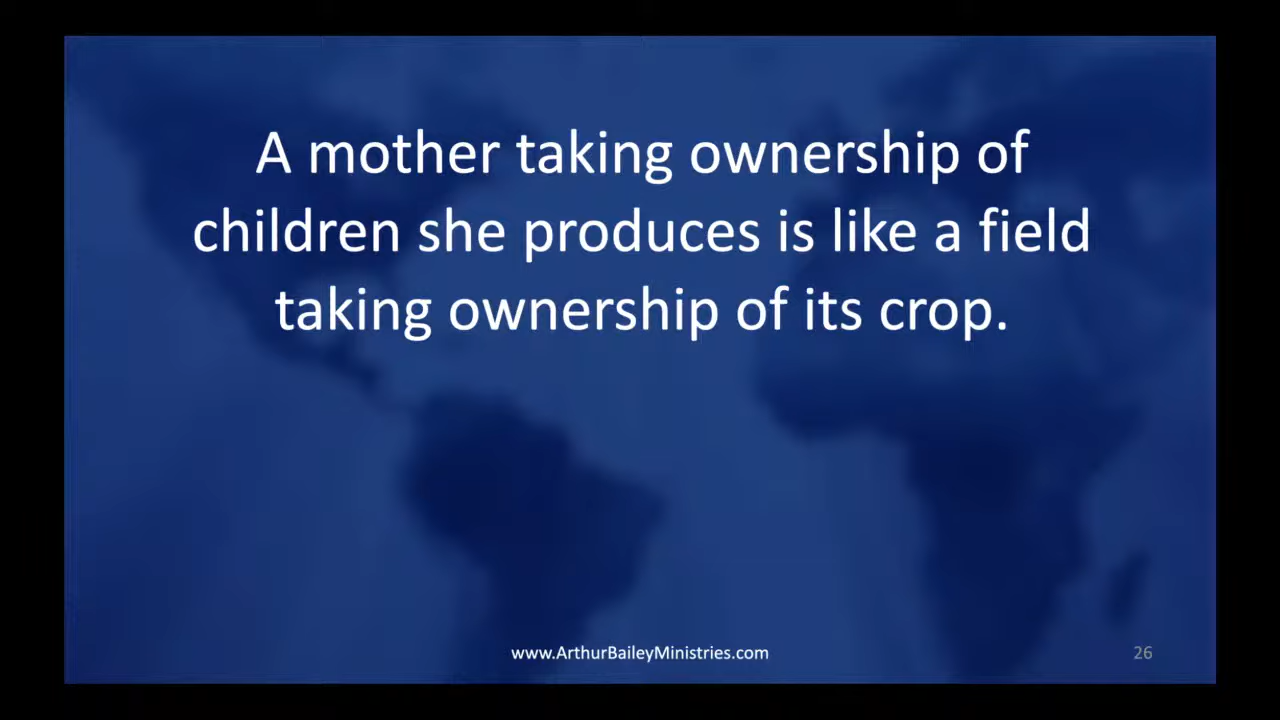 A mother taking ownership of
children she produces is like a field
taking ownership of its crop.
www.ArthurBaileyMinistries.com
26